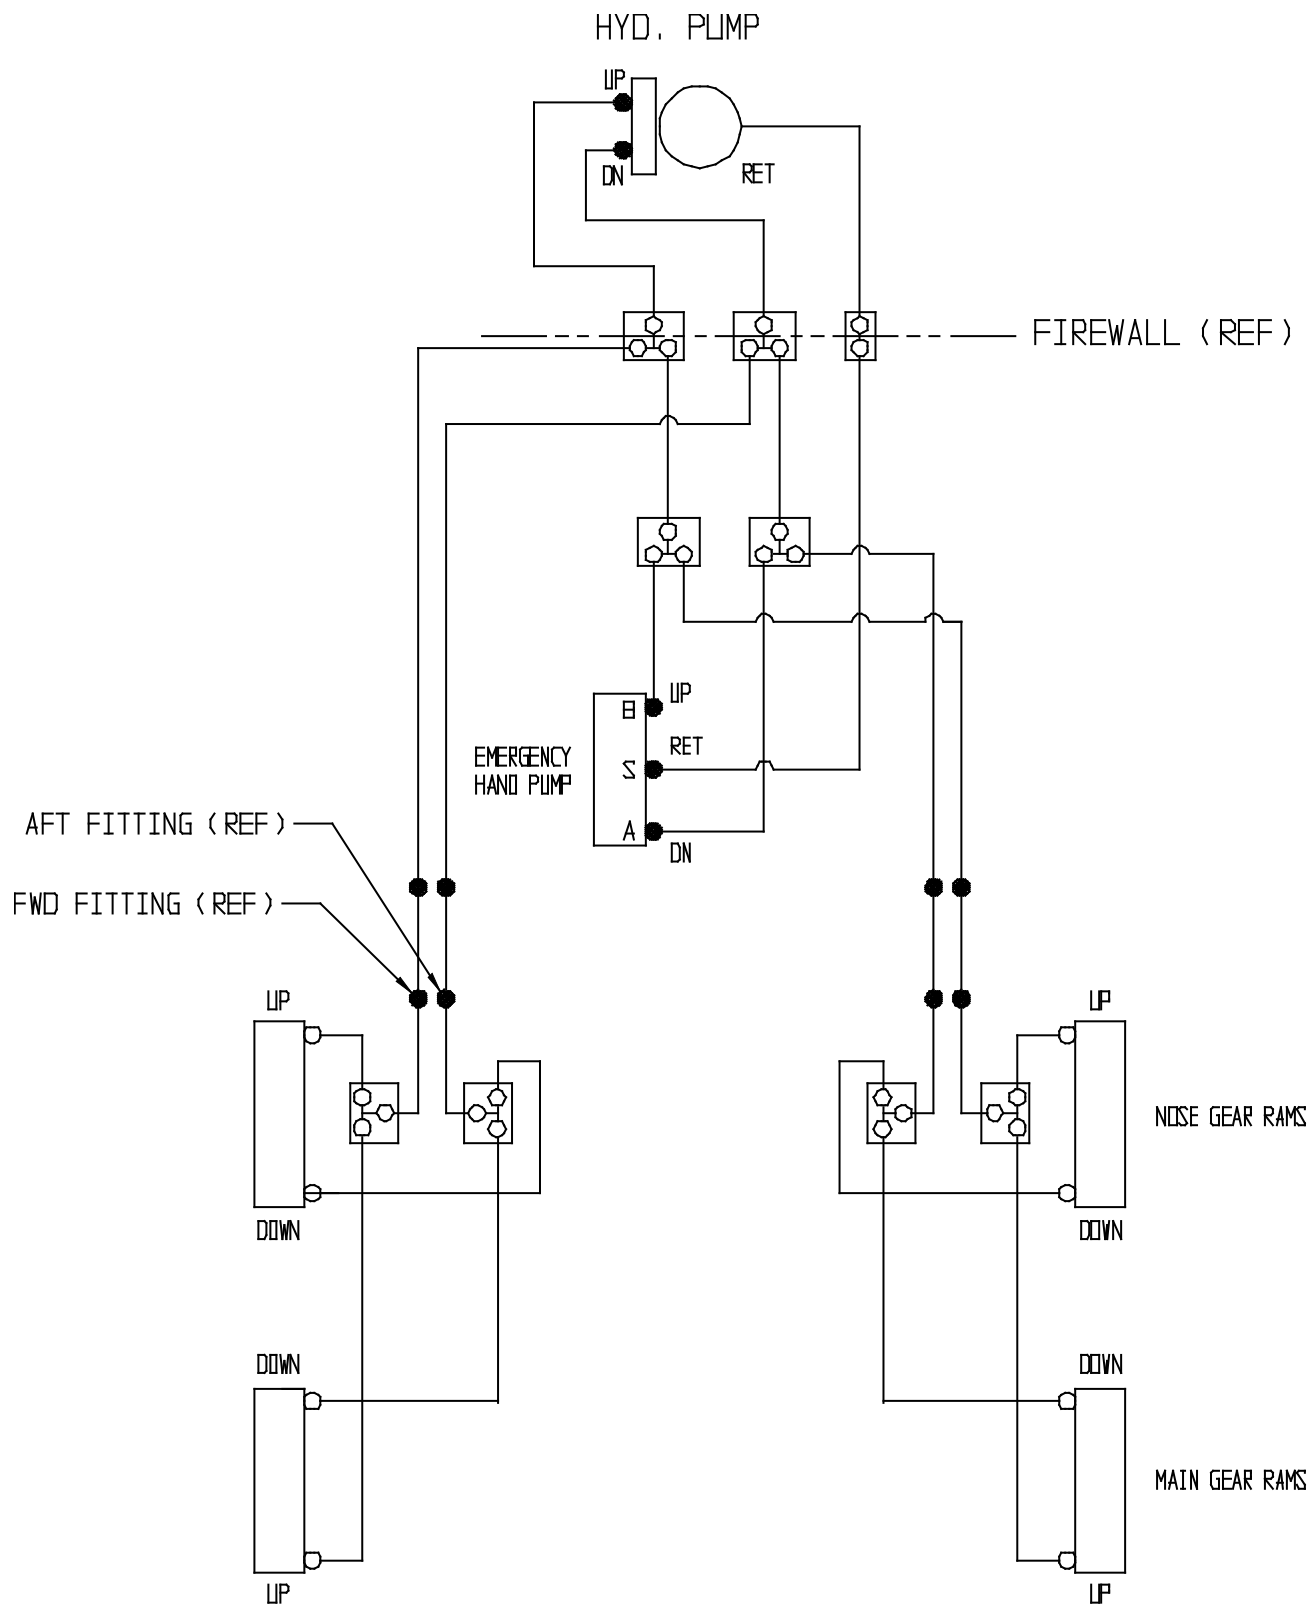 HYD. PUMP
UP
DN
RET
FIREWALL (REF)
B
UP
EMERGENCY
HAND PUMP
S
RET
A
DN
AFT FITTING (REF)
FWD FITTING (REF)
UP
UP
NOSE GEAR RAMS
DOWN
DOWN
DOWN
DOWN
MAIN GEAR RAMS
UP
UP